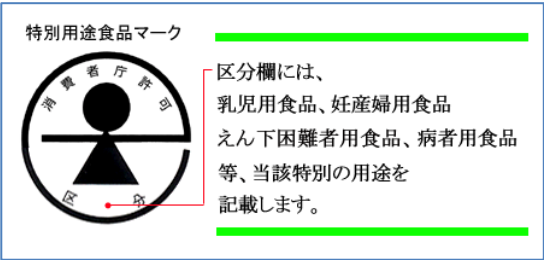 特別用途食品マーク
消費者庁許可
区分
区分欄には、
乳児用食品、妊産婦用食品
えん下困難者用食品、病者用食品
等、当該特別の用途を
記載します。